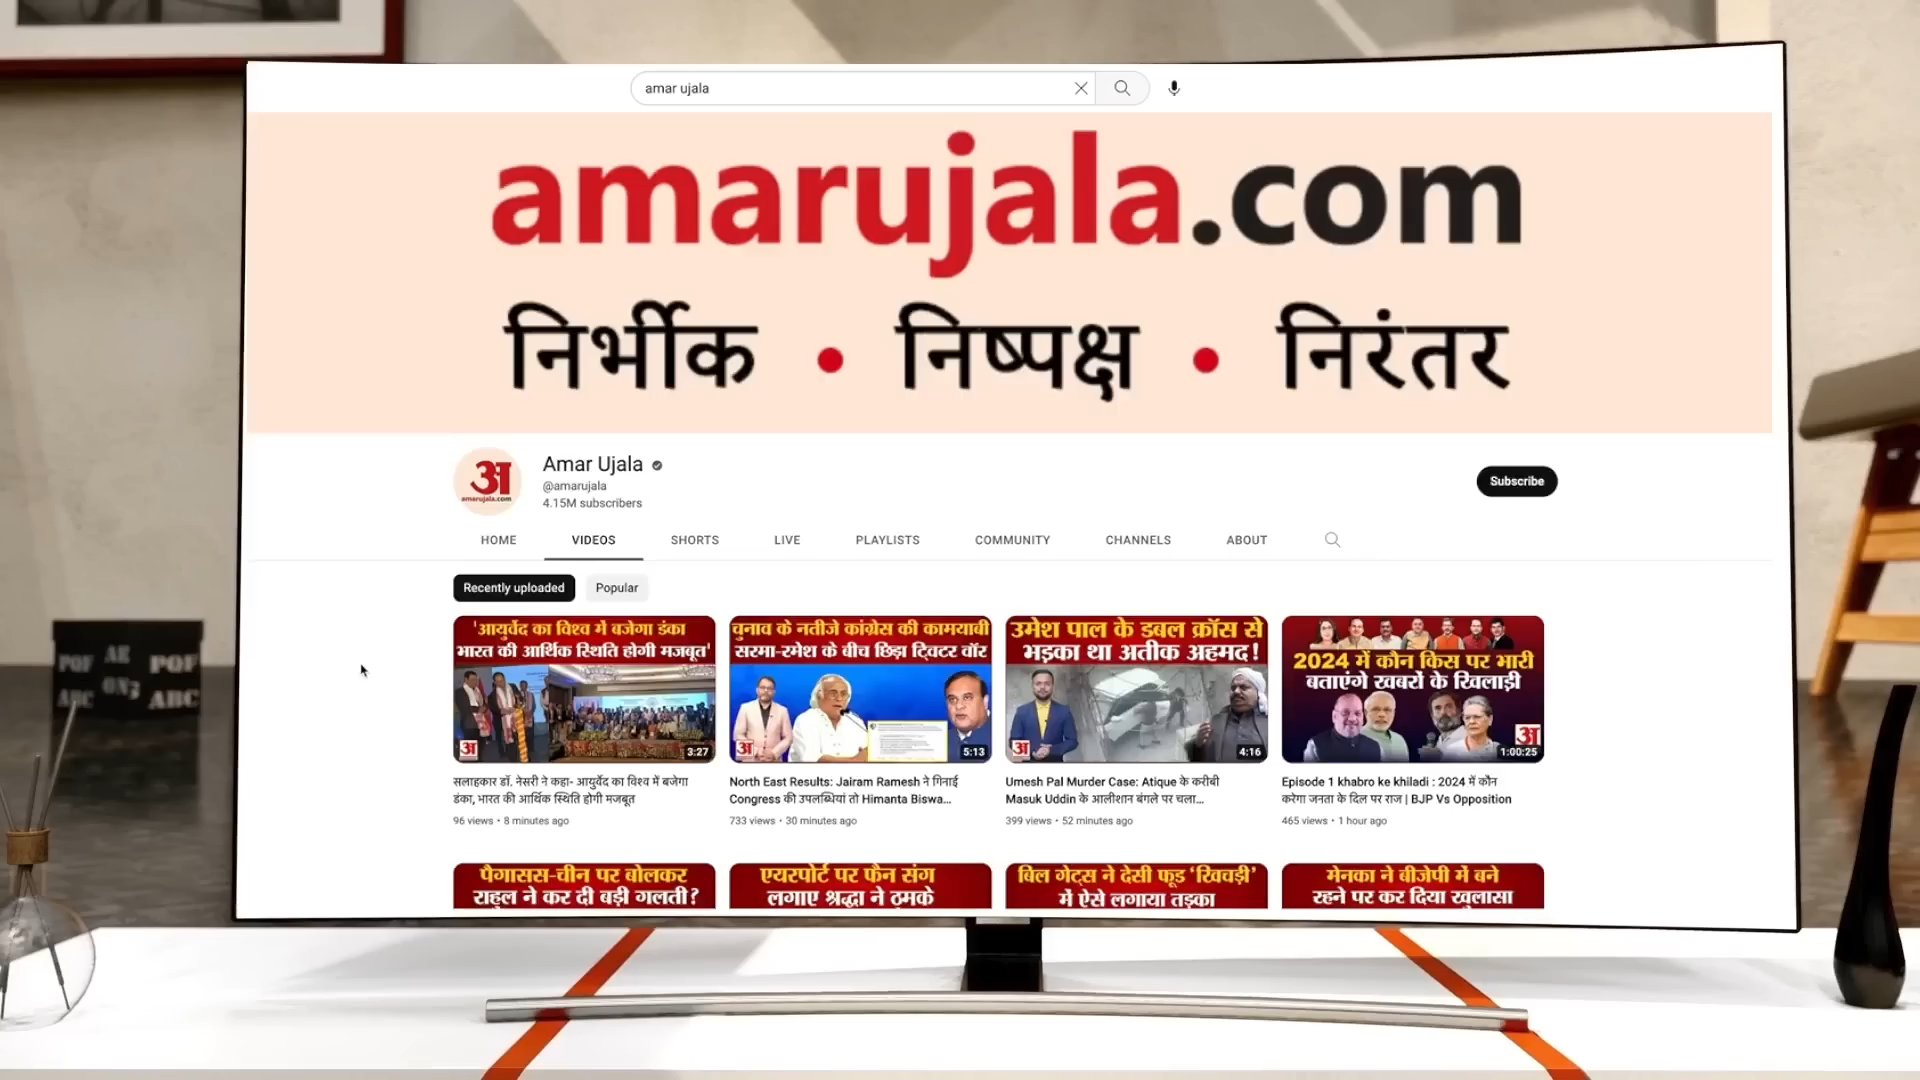 amar ujala
amarujala.com
निर्भीक • निष्पक्ष • निरंतर
अ
amarujala.com
Amar Ujala
@amarujala
4.15M subscribers
Subscribe
HOME VIDEOS SHORTS LIVE PLAYLISTS COMMUNITY CHANNELS ABOUT
Recently uploaded Popular
'आयुर्वेद का विश्व में बजेगा डंका
भारत की आर्थिक स्थिति होगी मजबूत'
अ
3:27
सलाहकार डॉ. नेसरी ने कहा- आयुर्वेद का विश्व में बजेगा
डंका, भारत की आर्थिक स्थिति होगी मजबूत
96 views • 8 minutes ago
चुनाव के नतीजे कांग्रेस की कामयाबी
सरमा-रमेश के बीच छिड़ा ट्विटर वॉर
अ
5:13
North East Results: Jairam Ramesh ने गिनाई
Congress की उपलब्धियां तो Himanta Biswa...
733 views • 30 minutes ago
उमेश पाल के डबल क्रॉस से
भड़का था अतीक अहमद!
अ
4:16
Umesh Pal Murder Case: Atique के करीबी
Masuk Uddin के आलीशान बंगले पर चला...
399 views • 52 minutes ago
2024 में कौन किस पर भारी
बताएंगे खबरों के खिलाड़ी
अ
1:00:25
Episode 1 khabro ke khiladi : 2024 में कौन
करेगा जनता के दिल पर राज | BJP Vs Opposition
465 views • 1 hour ago
पैगासस-चीन पर बोलकर
राहुल ने कर दी बड़ी गलती?
एयरपोर्ट पर फैन संग
लगाए श्रद्धा ने ठुमके
बिल गेट्स ने देसी फूड 'खिचड़ी'
में ऐसे लगाया तड़का
मेनका ने बीजेपी में बने
रहने पर कर दिया खुलासा
PQF
ABC
PQF
ABC